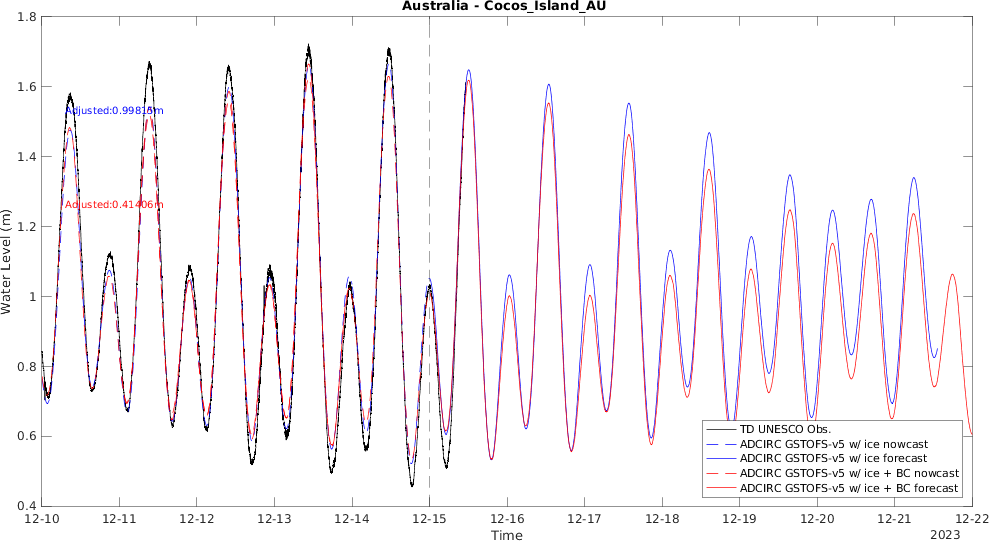 Australia - Cocos_Island_AU
1.8
1.6
1.4
1.2
1
0.8
0.6
0.4
Water Level (m)
Adjusted:0.99815m
Adjusted:0.41406m
TD UNESCO Obs.
ADCIRC GSTOFS-v5 w/ ice nowcast
ADCIRC GSTOFS-v5 w/ ice forecast
ADCIRC GSTOFS-v5 w/ ice + BC nowcast
ADCIRC GSTOFS-v5 w/ ice + BC forecast
12-10 12-11 12-12 12-13 12-14 12-15 12-16 12-17 12-18 12-19 12-20 12-21 12-22
Time
2023